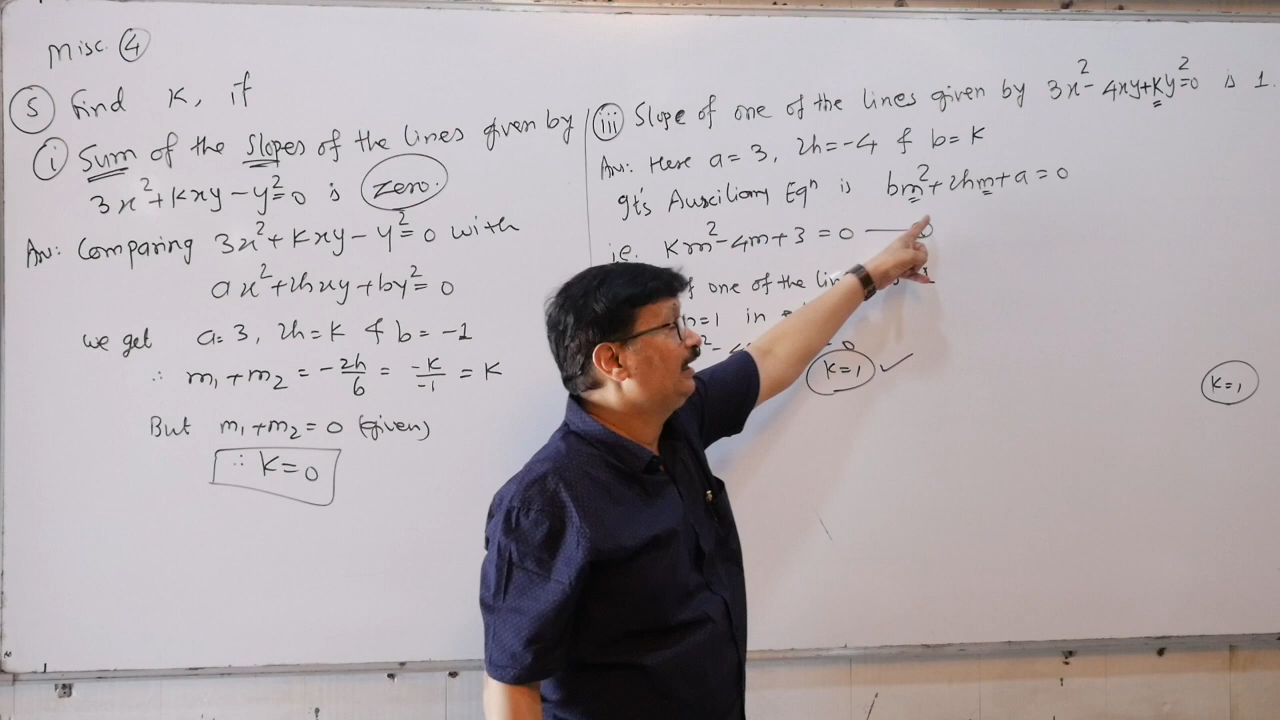 Misc. ④
⑤ Find K, if
ⓘ Sum of the slopes of the lines given by
3x²+Kxy-y²=0 is zero.
Ans: Comparing 3x²+Kxy-y²=0 with
ax²+2hxy+by²=0
we get a=3, 2h=K & b=-1
∴ m₁+m₂ = -2h/b = -K/-1 = K
But m₁+m₂=0 (given)
∴ K=0
(iii) Slope of one of the lines given by 3x²-4xy+Ky²=0 is 1.
Ans: Here a=3, 2h=-4 & b=K
It's Auxiliary Eqⁿ is bm²+2hm+a=0
ie. Km²-4m+3=0
f one of the lin
=1 in
K=1 ✓
K=1